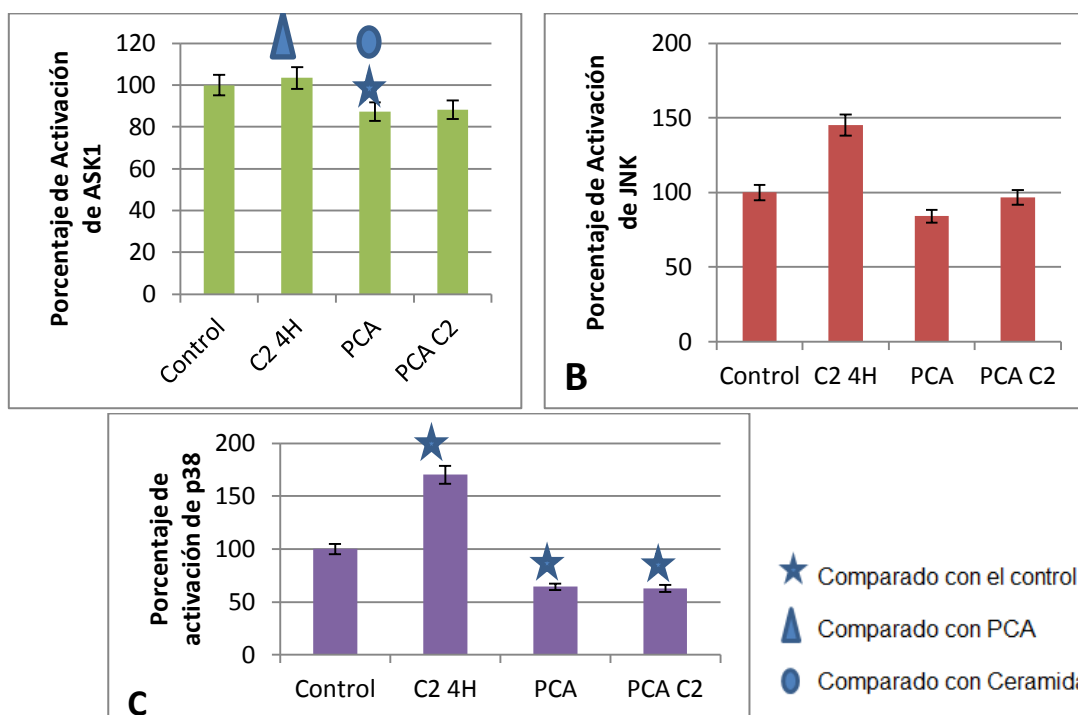 Porcentaje de Activación
de ASK1
120
100
80
60
40
20
0
Control
C2 4H
PCA
PCA C2
Porcentaje de Activación
de JNK
200
150
100
50
0
Control
C2 4H
PCA
PCA C2
B
Porcentaje de
activación de p38
200
150
100
50
0
Control
C2 4H
PCA
PCA C2
C
Comparado con el control
Comparado con PCA
Comparado con Ceramida